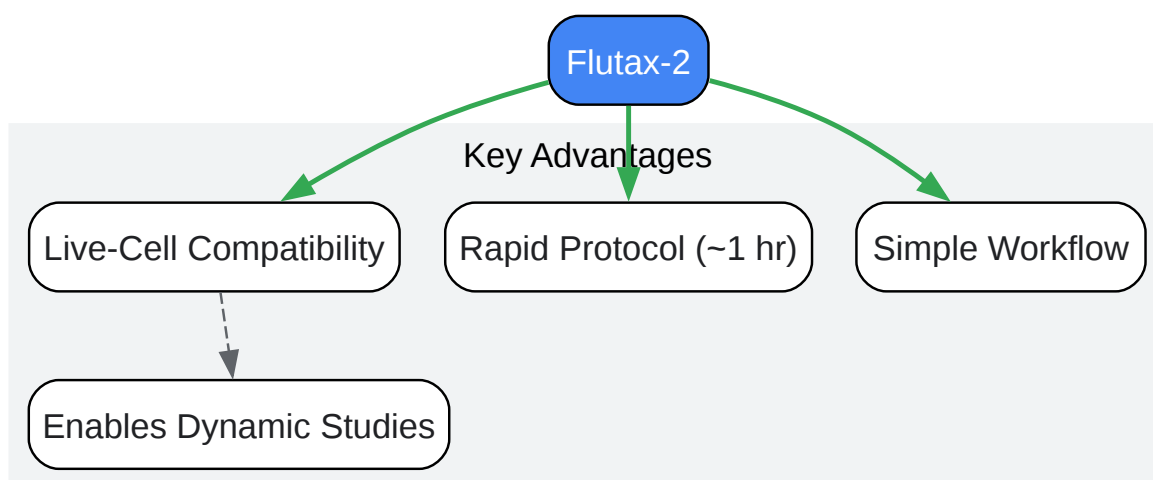 Flutax-2
Key Advantages
Live-Cell Compatibility
Rapid Protocol (~1 hr)
Simple Workflow
Enables Dynamic Studies